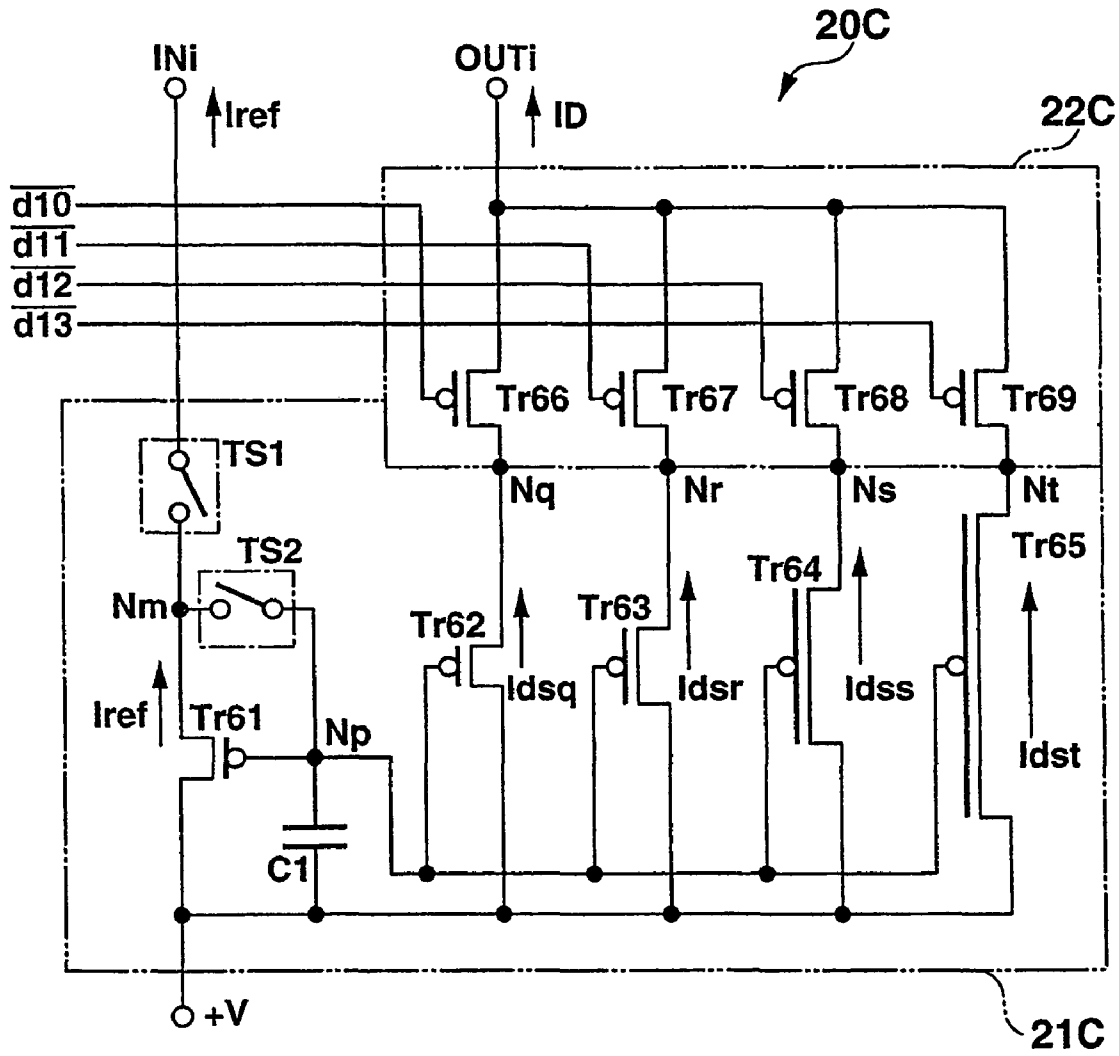 20C
INi
OUTi
Iref
ID
22C
d10
d11
d12
d13
Tr66
Tr67
Tr68
Tr69
TS1
Nq
Nr
Ns
Nt
TS2
Tr65
Tr64
Nm
Tr62
Tr63
Idsq
Idsr
Idss
Iref
Tr61
Np
Idst
C1
+V
21C